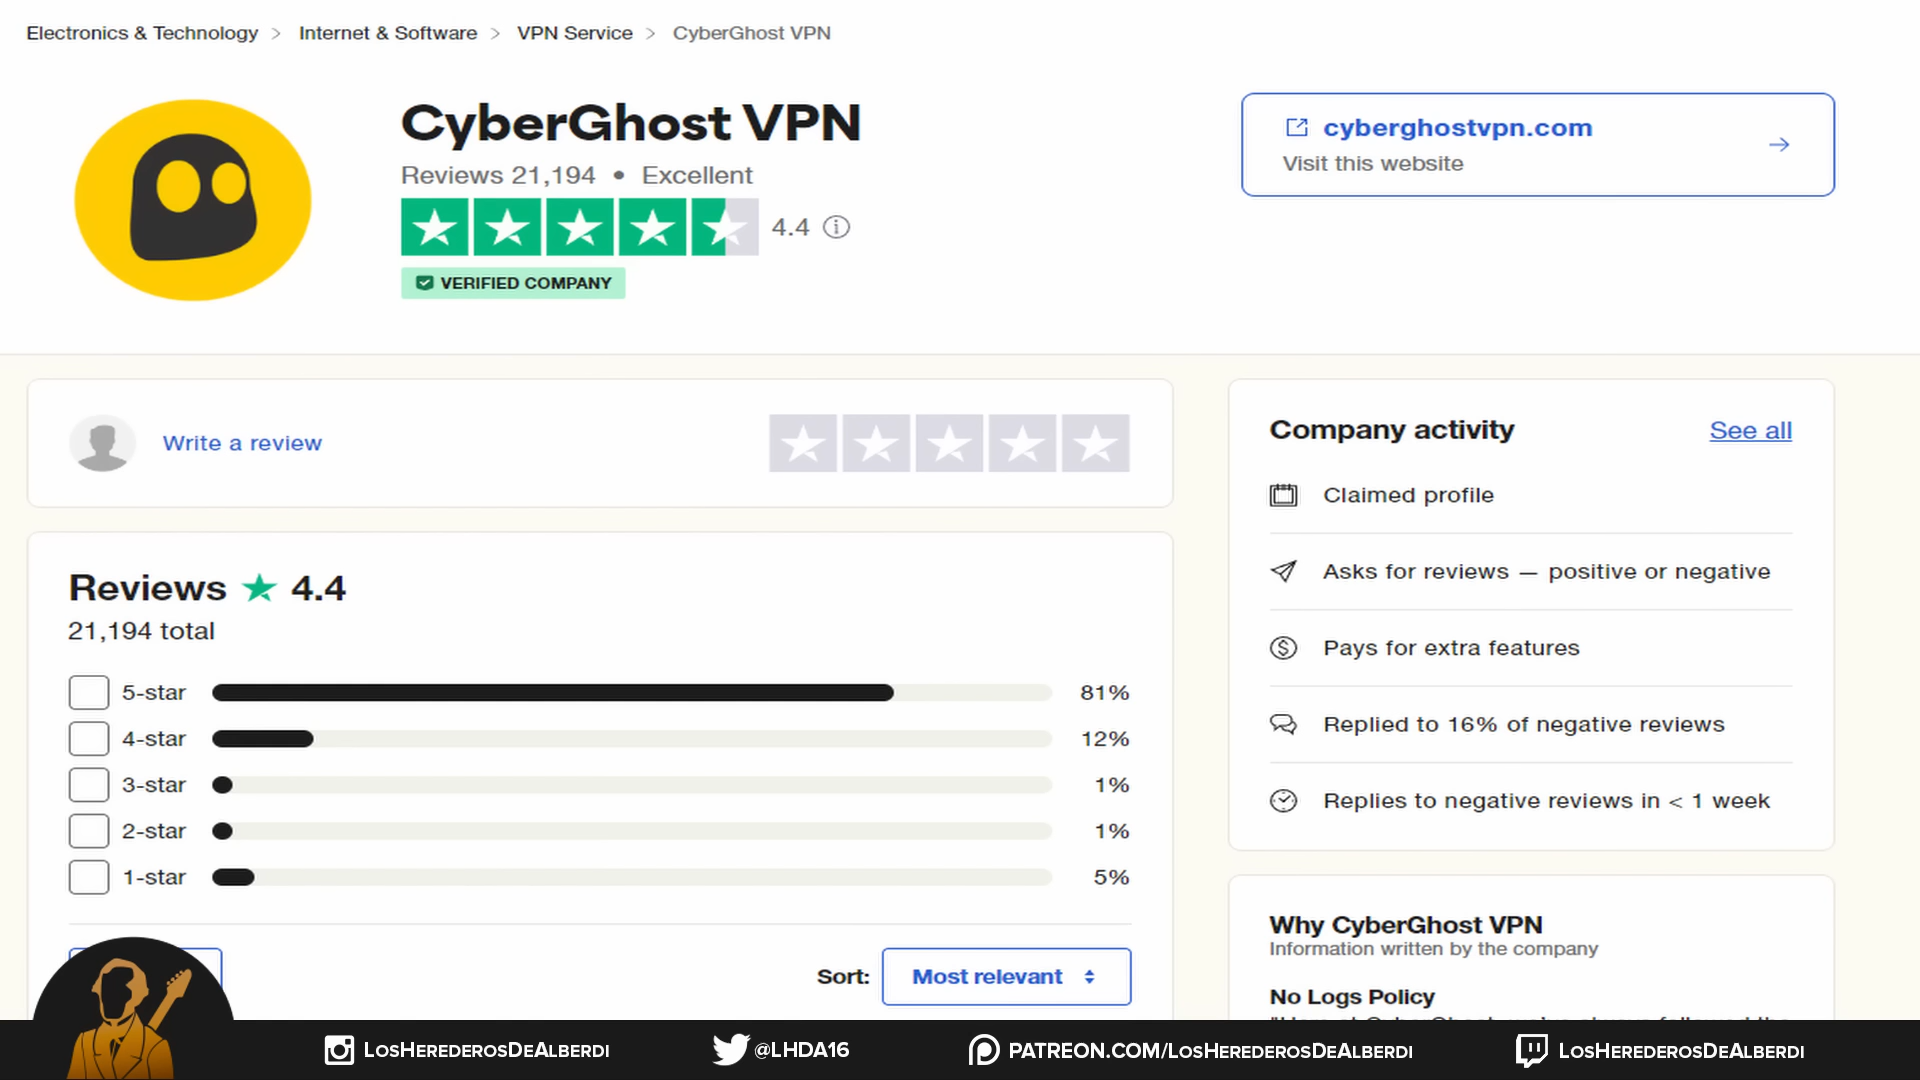 Electronics & Technology > Internet & Software > VPN Service > CyberGhost VPN
CyberGhost VPN
Reviews 21,194 • Excellent
4.4
VERIFIED COMPANY
cyberghostvpn.com
Visit this website
Write a review
Reviews ★ 4.4
21,194 total
5-star 81%
4-star 12%
3-star 1%
2-star 1%
1-star 5%
Sort: Most relevant
Company activity See all
Claimed profile
Asks for reviews — positive or negative
Pays for extra features
Replied to 16% of negative reviews
Replies to negative reviews in < 1 week
Why CyberGhost VPN
Information written by the company
No Logs Policy
LosHerederosDeAlberdi
@LHDA16
PATREON.COM/LosHerederosDeAlberdi
LosHerederosDeAlberdi